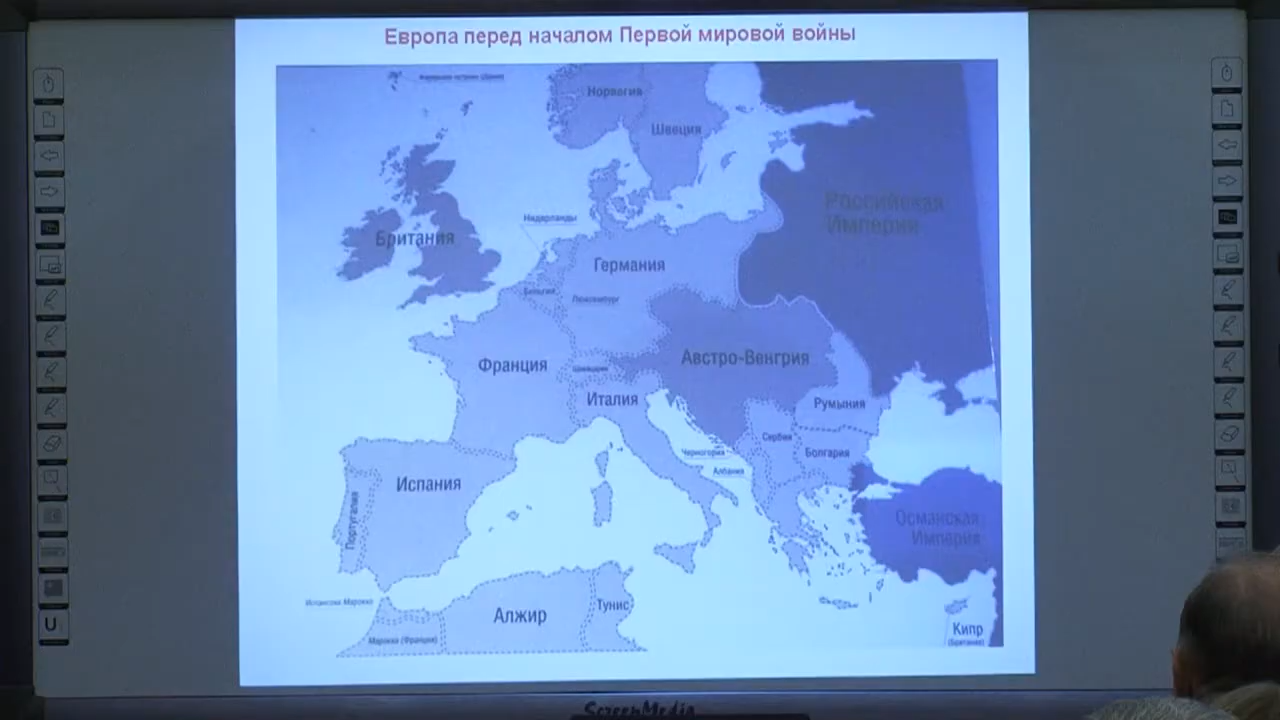 Европа перед началом Первой мировой войны
Норвегия
Швеция
Российская
Империя
Нидерланды
Британия
Германия
Бельгия
Люксембург
Австро-Венгрия
Франция
Швейцария
Италия
Румыния
Сербия
Черногория
Болгария
Албания
Испания
Португалия
Османская
Империя
Испанское Марокко
Алжир
Тунис
Марокко (Франция)
Кипр
(Британия)
U
ScreenMedia